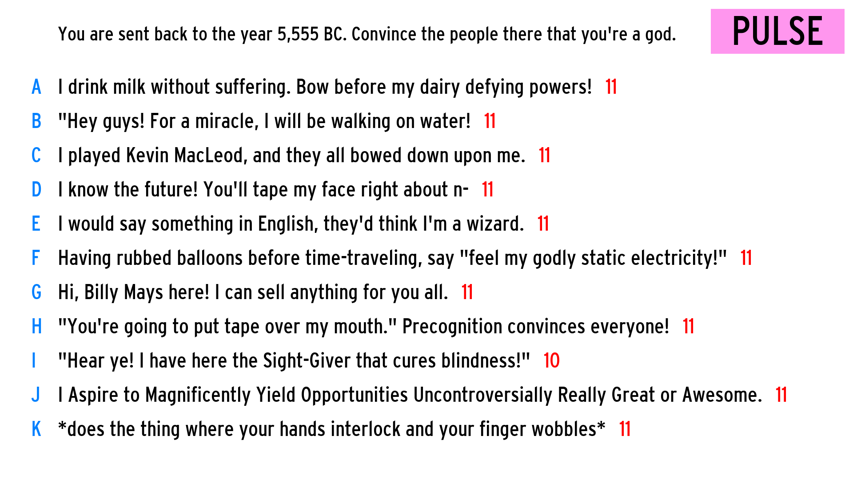 You are sent back to the year 5,555 BC. Convince the people there that you're a god.
PULSE
A I drink milk without suffering. Bow before my dairy defying powers! 11
B "Hey guys! For a miracle, I will be walking on water! 11
C I played Kevin MacLeod, and they all bowed down upon me. 11
D I know the future! You'll tape my face right about n- 11
E I would say something in English, they'd think I'm a wizard. 11
F Having rubbed balloons before time-traveling, say "feel my godly static electricity!" 11
G Hi, Billy Mays here! I can sell anything for you all. 11
H "You're going to put tape over my mouth." Precognition convinces everyone! 11
I "Hear ye! I have here the Sight-Giver that cures blindness!" 10
J I Aspire to Magnificently Yield Opportunities Uncontroversially Really Great or Awesome. 11
K *does the thing where your hands interlock and your finger wobbles* 11